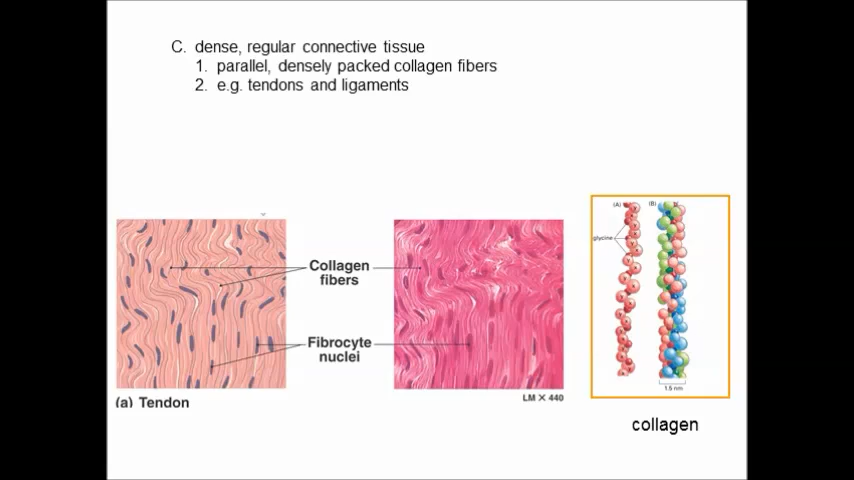 C. dense, regular connective tissue
1. parallel, densely packed collagen fibers
2. e.g. tendons and ligaments
Collagen
fibers
Fibrocyte
nuclei
(a) Tendon
LM X 440
(A)
(B)
glycine
1.5 nm
collagen